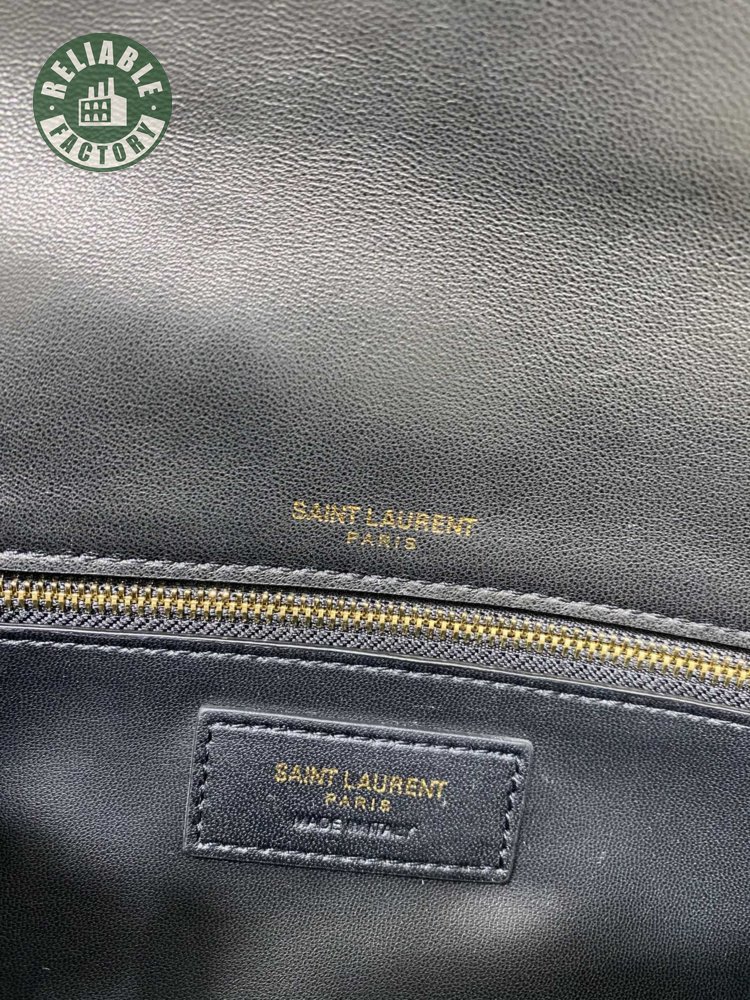 RELIABLE
FACTORY
SAINT LAURENT
PARIS
SAINT LAURENT
PARIS
MADE IN ITALY